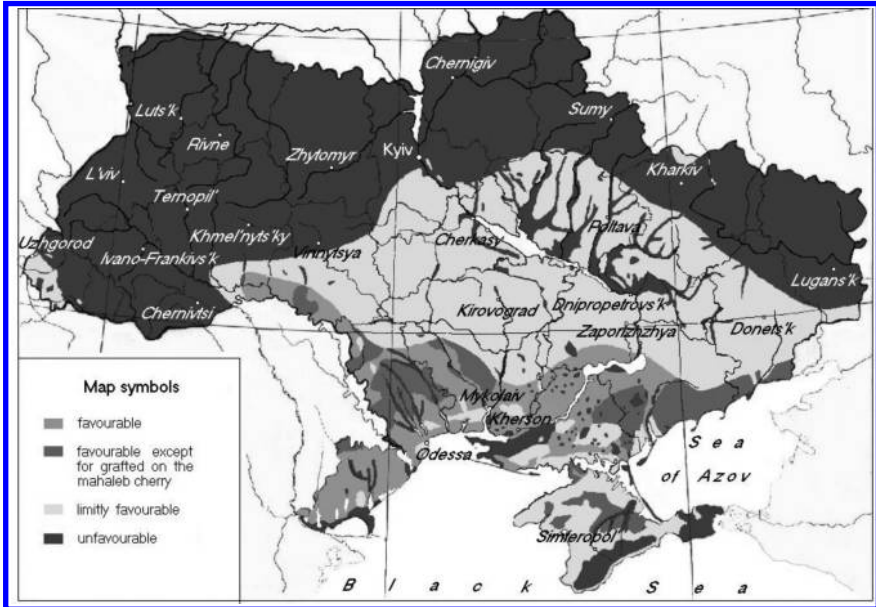 Chernigiv
Luts'k
Sumy
Rivne
Zhytomyr
Kyiv
Kharkiv
L'viv
Ternopil'
Poltava
Uzhgorod
Khmel'nyts'ky
Cherkasy
Ivano-Frankivs'k
Vinnytsya
Lugans'k
Chernivtsi
Kirovograd
Dnipropetrovs'k
Zaporizhzhya
Donets'k
Map symbols
favourable
favourable except
for grafted on the
mahaleb cherry
limitly favourable
unfavourable
Mykolaiv
Kherson
Odessa
Sea
of Azov
Simferopol'
Black Sea